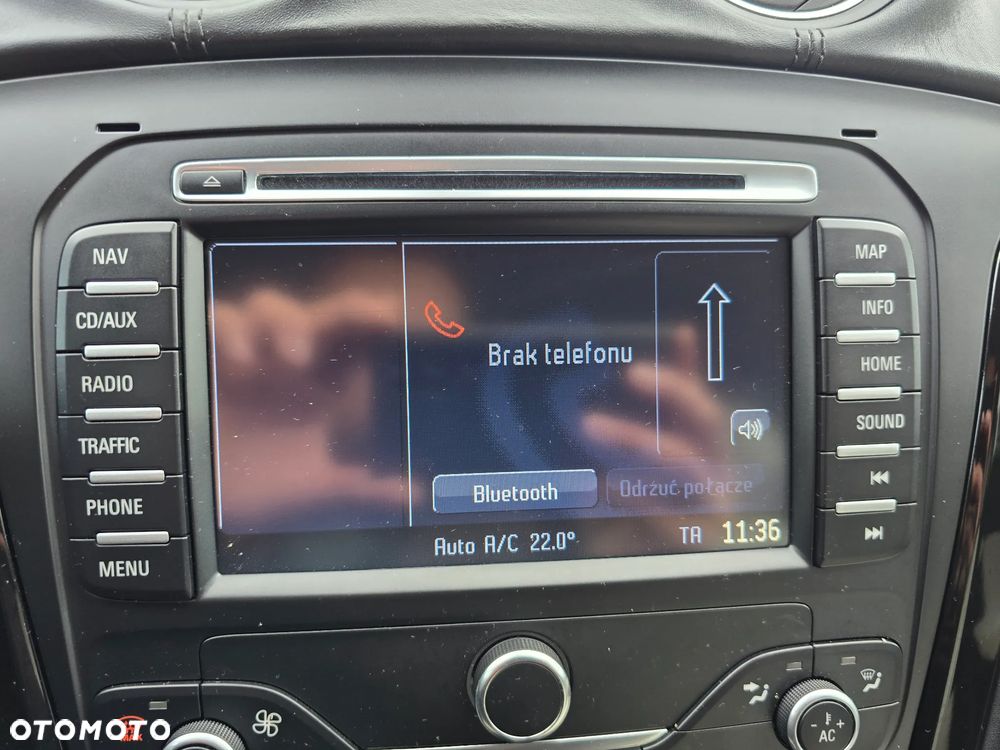 NAV
CD/AUX
RADIO
TRAFFIC
PHONE
MENU
Brak telefonu
Bluetooth
Odrzuć połącze
Auto A/C 22.0°
TA
11:36
MAP
INFO
HOME
SOUND
- +
AC
MAX
OTOMOTO